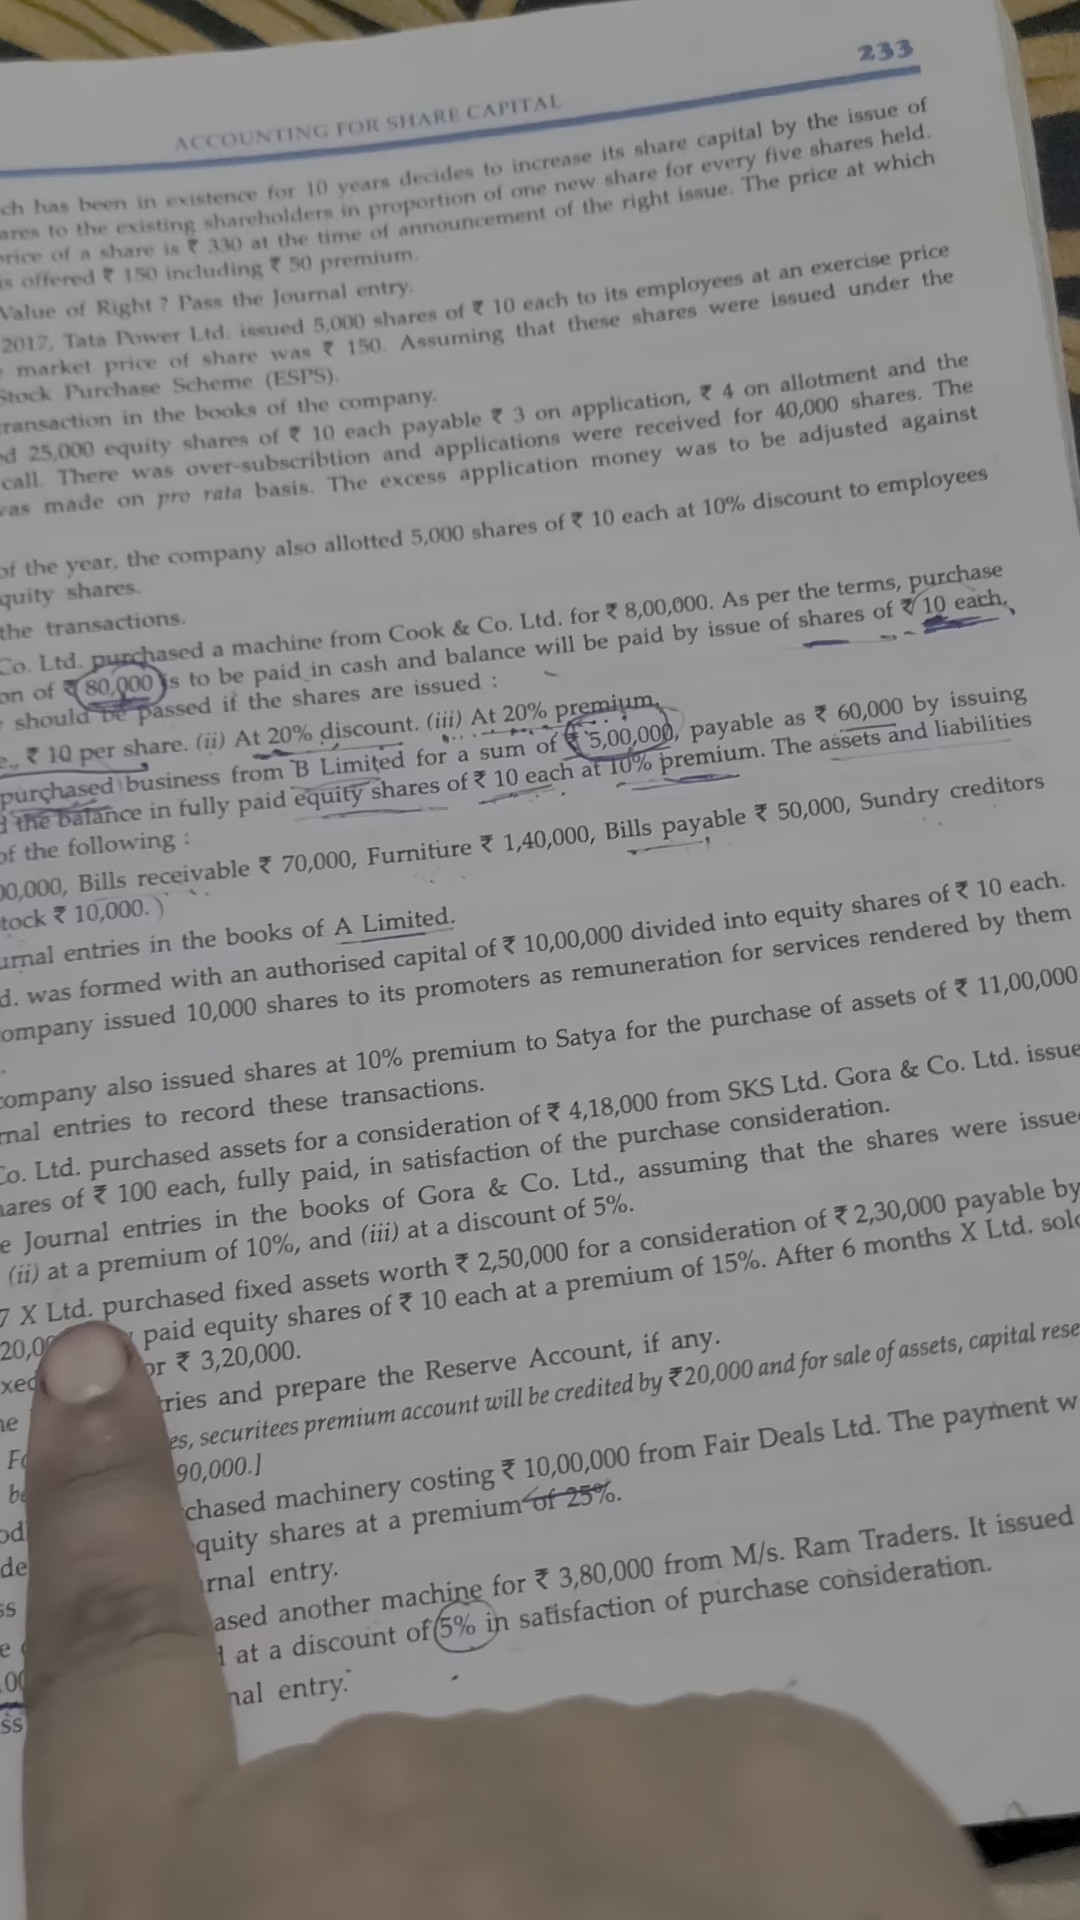 233
ACCOUNTING FOR SHARE CAPITAL
ch has been in existence for 10 years decides to increase its share capital by the issue of
ares to the existing shareholders in proportion of one new share for every five shares held.
rice of a share is ₹ 330 at the time of announcement of the right issue. The price at which
is offered ₹ 150 including ₹ 50 premium.
Value of Right ? Pass the Journal entry.
2017, Tata Power Ltd. issued 5,000 shares of ₹ 10 each to its employees at an exercise price
market price of share was ₹ 150. Assuming that these shares were issued under the
Stock Purchase Scheme (ESPS).
ransaction in the books of the company.
d 25,000 equity shares of ₹ 10 each payable ₹ 3 on application, ₹ 4 on allotment and the
call. There was over-subscribtion and applications were received for 40,000 shares. The
as made on pro rata basis. The excess application money was to be adjusted against
of the year, the company also allotted 5,000 shares of ₹ 10 each at 10% discount to employees
quity shares.
the transactions.
Co. Ltd. purchased a machine from Cook & Co. Ltd. for ₹ 8,00,000. As per the terms, purchase
on of ₹ 80,000 is to be paid in cash and balance will be paid by issue of shares of ₹ 10 each.
should be passed if the shares are issued :
e., ₹ 10 per share. (ii) At 20% discount. (iii) At 20% premium.
purchased business from B Limited for a sum of ₹ 5,00,000, payable as ₹ 60,000 by issuing
d the balance in fully paid equity shares of ₹ 10 each at 10% premium. The assets and liabilities
of the following :
00,000, Bills receivable ₹ 70,000, Furniture ₹ 1,40,000, Bills payable ₹ 50,000, Sundry creditors
tock ₹ 10,000.)
urnal entries in the books of A Limited.
d. was formed with an authorised capital of ₹ 10,00,000 divided into equity shares of ₹ 10 each.
ompany issued 10,000 shares to its promoters as remuneration for services rendered by them
.
company also issued shares at 10% premium to Satya for the purchase of assets of ₹ 11,00,000
rnal entries to record these transactions.
Co. Ltd. purchased assets for a consideration of ₹ 4,18,000 from SKS Ltd. Gora & Co. Ltd. issue
hares of ₹ 100 each, fully paid, in satisfaction of the purchase consideration.
e Journal entries in the books of Gora & Co. Ltd., assuming that the shares were issue
(ii) at a premium of 10%, and (iii) at a discount of 5%.
7 X Ltd. purchased fixed assets worth ₹ 2,50,000 for a consideration of ₹ 2,30,000 payable by
20,00 paid equity shares of ₹ 10 each at a premium of 15%. After 6 months X Ltd. sold
xed or ₹ 3,20,000.
he ries and prepare the Reserve Account, if any.
Fo es, securitees premium account will be credited by ₹20,000 and for sale of assets, capital rese
be 90,000.]
od chased machinery costing ₹ 10,00,000 from Fair Deals Ltd. The payment w
de quity shares at a premium of 25%.
ss rnal entry.
e ased another machine for ₹ 3,80,000 from M/s. Ram Traders. It issued
00 at a discount of 5% in satisfaction of purchase consideration.
ss nal entry.